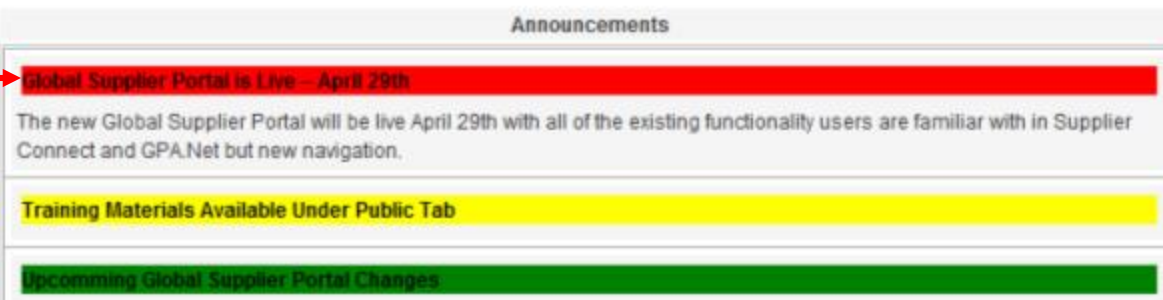 Announcements
Global Supplier Portal is Live – April 29th
The new Global Supplier Portal will be live April 29th with all of the existing functionality users are familiar with in Supplier
Connect and GPA.Net but new navigation.
Training Materials Available Under Public Tab
Upcomming Global Supplier Portal Changes